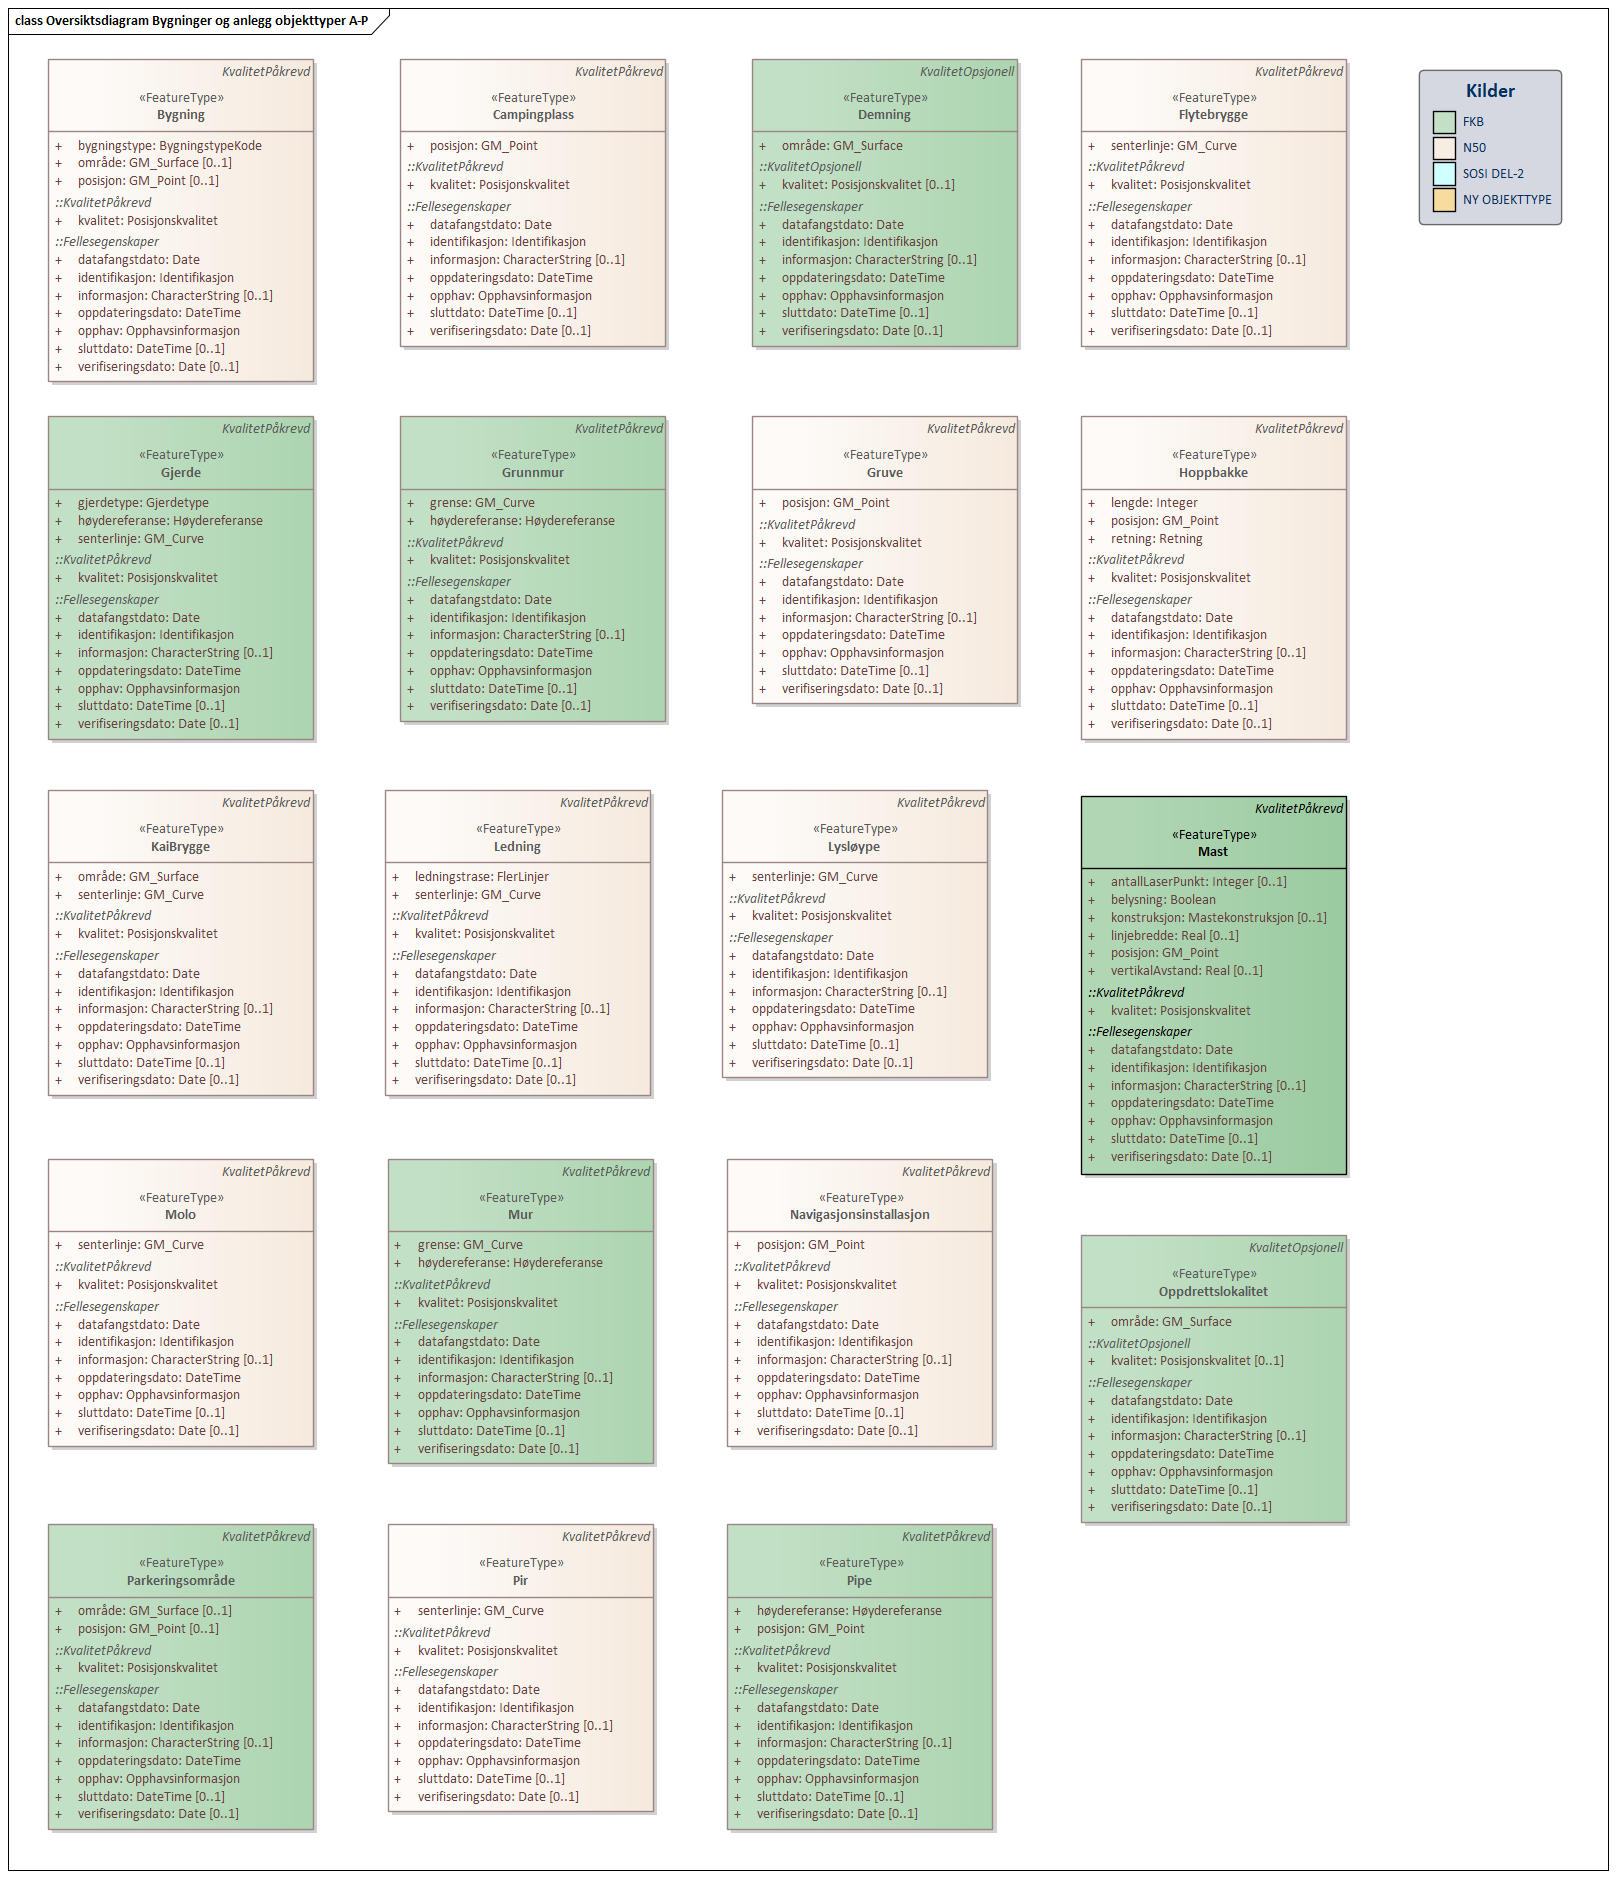 class Oversiktsdiagram Bygninger og anlegg objekttyper A-P
KvalitetPåkrevd
«FeatureType»
Bygning
+ bygningstype: BygningstypeKode
+ område: GM_Surface [0..1]
+ posisjon: GM_Point [0..1]
::KvalitetPåkrevd
+ kvalitet: Posisjonskvalitet
::Fellesegenskaper
+ datafangstdato: Date
+ identifikasjon: Identifikasjon
+ informasjon: CharacterString [0..1]
+ oppdateringsdato: DateTime
+ opphav: Opphavsinformasjon
+ sluttdato: DateTime [0..1]
+ verifiseringsdato: Date [0..1]
KvalitetPåkrevd
«FeatureType»
Campingplass
+ posisjon: GM_Point
::KvalitetPåkrevd
+ kvalitet: Posisjonskvalitet
::Fellesegenskaper
+ datafangstdato: Date
+ identifikasjon: Identifikasjon
+ informasjon: CharacterString [0..1]
+ oppdateringsdato: DateTime
+ opphav: Opphavsinformasjon
+ sluttdato: DateTime [0..1]
+ verifiseringsdato: Date [0..1]
KvalitetOpsjonell
«FeatureType»
Demning
+ område: GM_Surface
::KvalitetOpsjonell
+ kvalitet: Posisjonskvalitet [0..1]
::Fellesegenskaper
+ datafangstdato: Date
+ identifikasjon: Identifikasjon
+ informasjon: CharacterString [0..1]
+ oppdateringsdato: DateTime
+ opphav: Opphavsinformasjon
+ sluttdato: DateTime [0..1]
+ verifiseringsdato: Date [0..1]
KvalitetPåkrevd
«FeatureType»
Flytebrygge
+ senterlinje: GM_Curve
::KvalitetPåkrevd
+ kvalitet: Posisjonskvalitet
::Fellesegenskaper
+ datafangstdato: Date
+ identifikasjon: Identifikasjon
+ informasjon: CharacterString [0..1]
+ oppdateringsdato: DateTime
+ opphav: Opphavsinformasjon
+ sluttdato: DateTime [0..1]
+ verifiseringsdato: Date [0..1]
Kilder
FKB
N50
SOSI DEL-2
NY OBJEKTTYPE
KvalitetPåkrevd
«FeatureType»
Gjerde
+ gjerdetype: Gjerdetype
+ høydereferanse: Høydereferanse
+ senterlinje: GM_Curve
::KvalitetPåkrevd
+ kvalitet: Posisjonskvalitet
::Fellesegenskaper
+ datafangstdato: Date
+ identifikasjon: Identifikasjon
+ informasjon: CharacterString [0..1]
+ oppdateringsdato: DateTime
+ opphav: Opphavsinformasjon
+ sluttdato: DateTime [0..1]
+ verifiseringsdato: Date [0..1]
KvalitetPåkrevd
«FeatureType»
Grunnmur
+ grense: GM_Curve
+ høydereferanse: Høydereferanse
::KvalitetPåkrevd
+ kvalitet: Posisjonskvalitet
::Fellesegenskaper
+ datafangstdato: Date
+ identifikasjon: Identifikasjon
+ informasjon: CharacterString [0..1]
+ oppdateringsdato: DateTime
+ opphav: Opphavsinformasjon
+ sluttdato: DateTime [0..1]
+ verifiseringsdato: Date [0..1]
KvalitetPåkrevd
«FeatureType»
Gruve
+ posisjon: GM_Point
::KvalitetPåkrevd
+ kvalitet: Posisjonskvalitet
::Fellesegenskaper
+ datafangstdato: Date
+ identifikasjon: Identifikasjon
+ informasjon: CharacterString [0..1]
+ oppdateringsdato: DateTime
+ opphav: Opphavsinformasjon
+ sluttdato: DateTime [0..1]
+ verifiseringsdato: Date [0..1]
KvalitetPåkrevd
«FeatureType»
Hoppbakke
+ lengde: Integer
+ posisjon: GM_Point
+ retning: Retning
::KvalitetPåkrevd
+ kvalitet: Posisjonskvalitet
::Fellesegenskaper
+ datafangstdato: Date
+ identifikasjon: Identifikasjon
+ informasjon: CharacterString [0..1]
+ oppdateringsdato: DateTime
+ opphav: Opphavsinformasjon
+ sluttdato: DateTime [0..1]
+ verifiseringsdato: Date [0..1]
KvalitetPåkrevd
«FeatureType»
KaiBrygge
+ område: GM_Surface
+ senterlinje: GM_Curve
::KvalitetPåkrevd
+ kvalitet: Posisjonskvalitet
::Fellesegenskaper
+ datafangstdato: Date
+ identifikasjon: Identifikasjon
+ informasjon: CharacterString [0..1]
+ oppdateringsdato: DateTime
+ opphav: Opphavsinformasjon
+ sluttdato: DateTime [0..1]
+ verifiseringsdato: Date [0..1]
KvalitetPåkrevd
«FeatureType»
Ledning
+ ledningstrase: FlerLinjer
+ senterlinje: GM_Curve
::KvalitetPåkrevd
+ kvalitet: Posisjonskvalitet
::Fellesegenskaper
+ datafangstdato: Date
+ identifikasjon: Identifikasjon
+ informasjon: CharacterString [0..1]
+ oppdateringsdato: DateTime
+ opphav: Opphavsinformasjon
+ sluttdato: DateTime [0..1]
+ verifiseringsdato: Date [0..1]
KvalitetPåkrevd
«FeatureType»
Lysløype
+ senterlinje: GM_Curve
::KvalitetPåkrevd
+ kvalitet: Posisjonskvalitet
::Fellesegenskaper
+ datafangstdato: Date
+ identifikasjon: Identifikasjon
+ informasjon: CharacterString [0..1]
+ oppdateringsdato: DateTime
+ opphav: Opphavsinformasjon
+ sluttdato: DateTime [0..1]
+ verifiseringsdato: Date [0..1]
KvalitetPåkrevd
«FeatureType»
Mast
+ antallLaserPunkt: Integer [0..1]
+ belysning: Boolean
+ konstruksjon: Mastekonstruksjon [0..1]
+ linjebredde: Real [0..1]
+ posisjon: GM_Point
+ vertikalAvstand: Real [0..1]
::KvalitetPåkrevd
+ kvalitet: Posisjonskvalitet
::Fellesegenskaper
+ datafangstdato: Date
+ identifikasjon: Identifikasjon
+ informasjon: CharacterString [0..1]
+ oppdateringsdato: DateTime
+ opphav: Opphavsinformasjon
+ sluttdato: DateTime [0..1]
+ verifiseringsdato: Date [0..1]
KvalitetPåkrevd
«FeatureType»
Molo
+ senterlinje: GM_Curve
::KvalitetPåkrevd
+ kvalitet: Posisjonskvalitet
::Fellesegenskaper
+ datafangstdato: Date
+ identifikasjon: Identifikasjon
+ informasjon: CharacterString [0..1]
+ oppdateringsdato: DateTime
+ opphav: Opphavsinformasjon
+ sluttdato: DateTime [0..1]
+ verifiseringsdato: Date [0..1]
KvalitetPåkrevd
«FeatureType»
Mur
+ grense: GM_Curve
+ høydereferanse: Høydereferanse
::KvalitetPåkrevd
+ kvalitet: Posisjonskvalitet
::Fellesegenskaper
+ datafangstdato: Date
+ identifikasjon: Identifikasjon
+ informasjon: CharacterString [0..1]
+ oppdateringsdato: DateTime
+ opphav: Opphavsinformasjon
+ sluttdato: DateTime [0..1]
+ verifiseringsdato: Date [0..1]
KvalitetPåkrevd
«FeatureType»
Navigasjonsinstallasjon
+ posisjon: GM_Point
::KvalitetPåkrevd
+ kvalitet: Posisjonskvalitet
::Fellesegenskaper
+ datafangstdato: Date
+ identifikasjon: Identifikasjon
+ informasjon: CharacterString [0..1]
+ oppdateringsdato: DateTime
+ opphav: Opphavsinformasjon
+ sluttdato: DateTime [0..1]
+ verifiseringsdato: Date [0..1]
KvalitetOpsjonell
«FeatureType»
Oppdrettslokalitet
+ område: GM_Surface
::KvalitetOpsjonell
+ kvalitet: Posisjonskvalitet [0..1]
::Fellesegenskaper
+ datafangstdato: Date
+ identifikasjon: Identifikasjon
+ informasjon: CharacterString [0..1]
+ oppdateringsdato: DateTime
+ opphav: Opphavsinformasjon
+ sluttdato: DateTime [0..1]
+ verifiseringsdato: Date [0..1]
KvalitetPåkrevd
«FeatureType»
Parkeringsområde
+ område: GM_Surface [0..1]
+ posisjon: GM_Point [0..1]
::KvalitetPåkrevd
+ kvalitet: Posisjonskvalitet
::Fellesegenskaper
+ datafangstdato: Date
+ identifikasjon: Identifikasjon
+ informasjon: CharacterString [0..1]
+ oppdateringsdato: DateTime
+ opphav: Opphavsinformasjon
+ sluttdato: DateTime [0..1]
+ verifiseringsdato: Date [0..1]
KvalitetPåkrevd
«FeatureType»
Pir
+ senterlinje: GM_Curve
::KvalitetPåkrevd
+ kvalitet: Posisjonskvalitet
::Fellesegenskaper
+ datafangstdato: Date
+ identifikasjon: Identifikasjon
+ informasjon: CharacterString [0..1]
+ oppdateringsdato: DateTime
+ opphav: Opphavsinformasjon
+ sluttdato: DateTime [0..1]
+ verifiseringsdato: Date [0..1]
KvalitetPåkrevd
«FeatureType»
Pipe
+ høydereferanse: Høydereferanse
+ posisjon: GM_Point
::KvalitetPåkrevd
+ kvalitet: Posisjonskvalitet
::Fellesegenskaper
+ datafangstdato: Date
+ identifikasjon: Identifikasjon
+ informasjon: CharacterString [0..1]
+ oppdateringsdato: DateTime
+ opphav: Opphavsinformasjon
+ sluttdato: DateTime [0..1]
+ verifiseringsdato: Date [0..1]